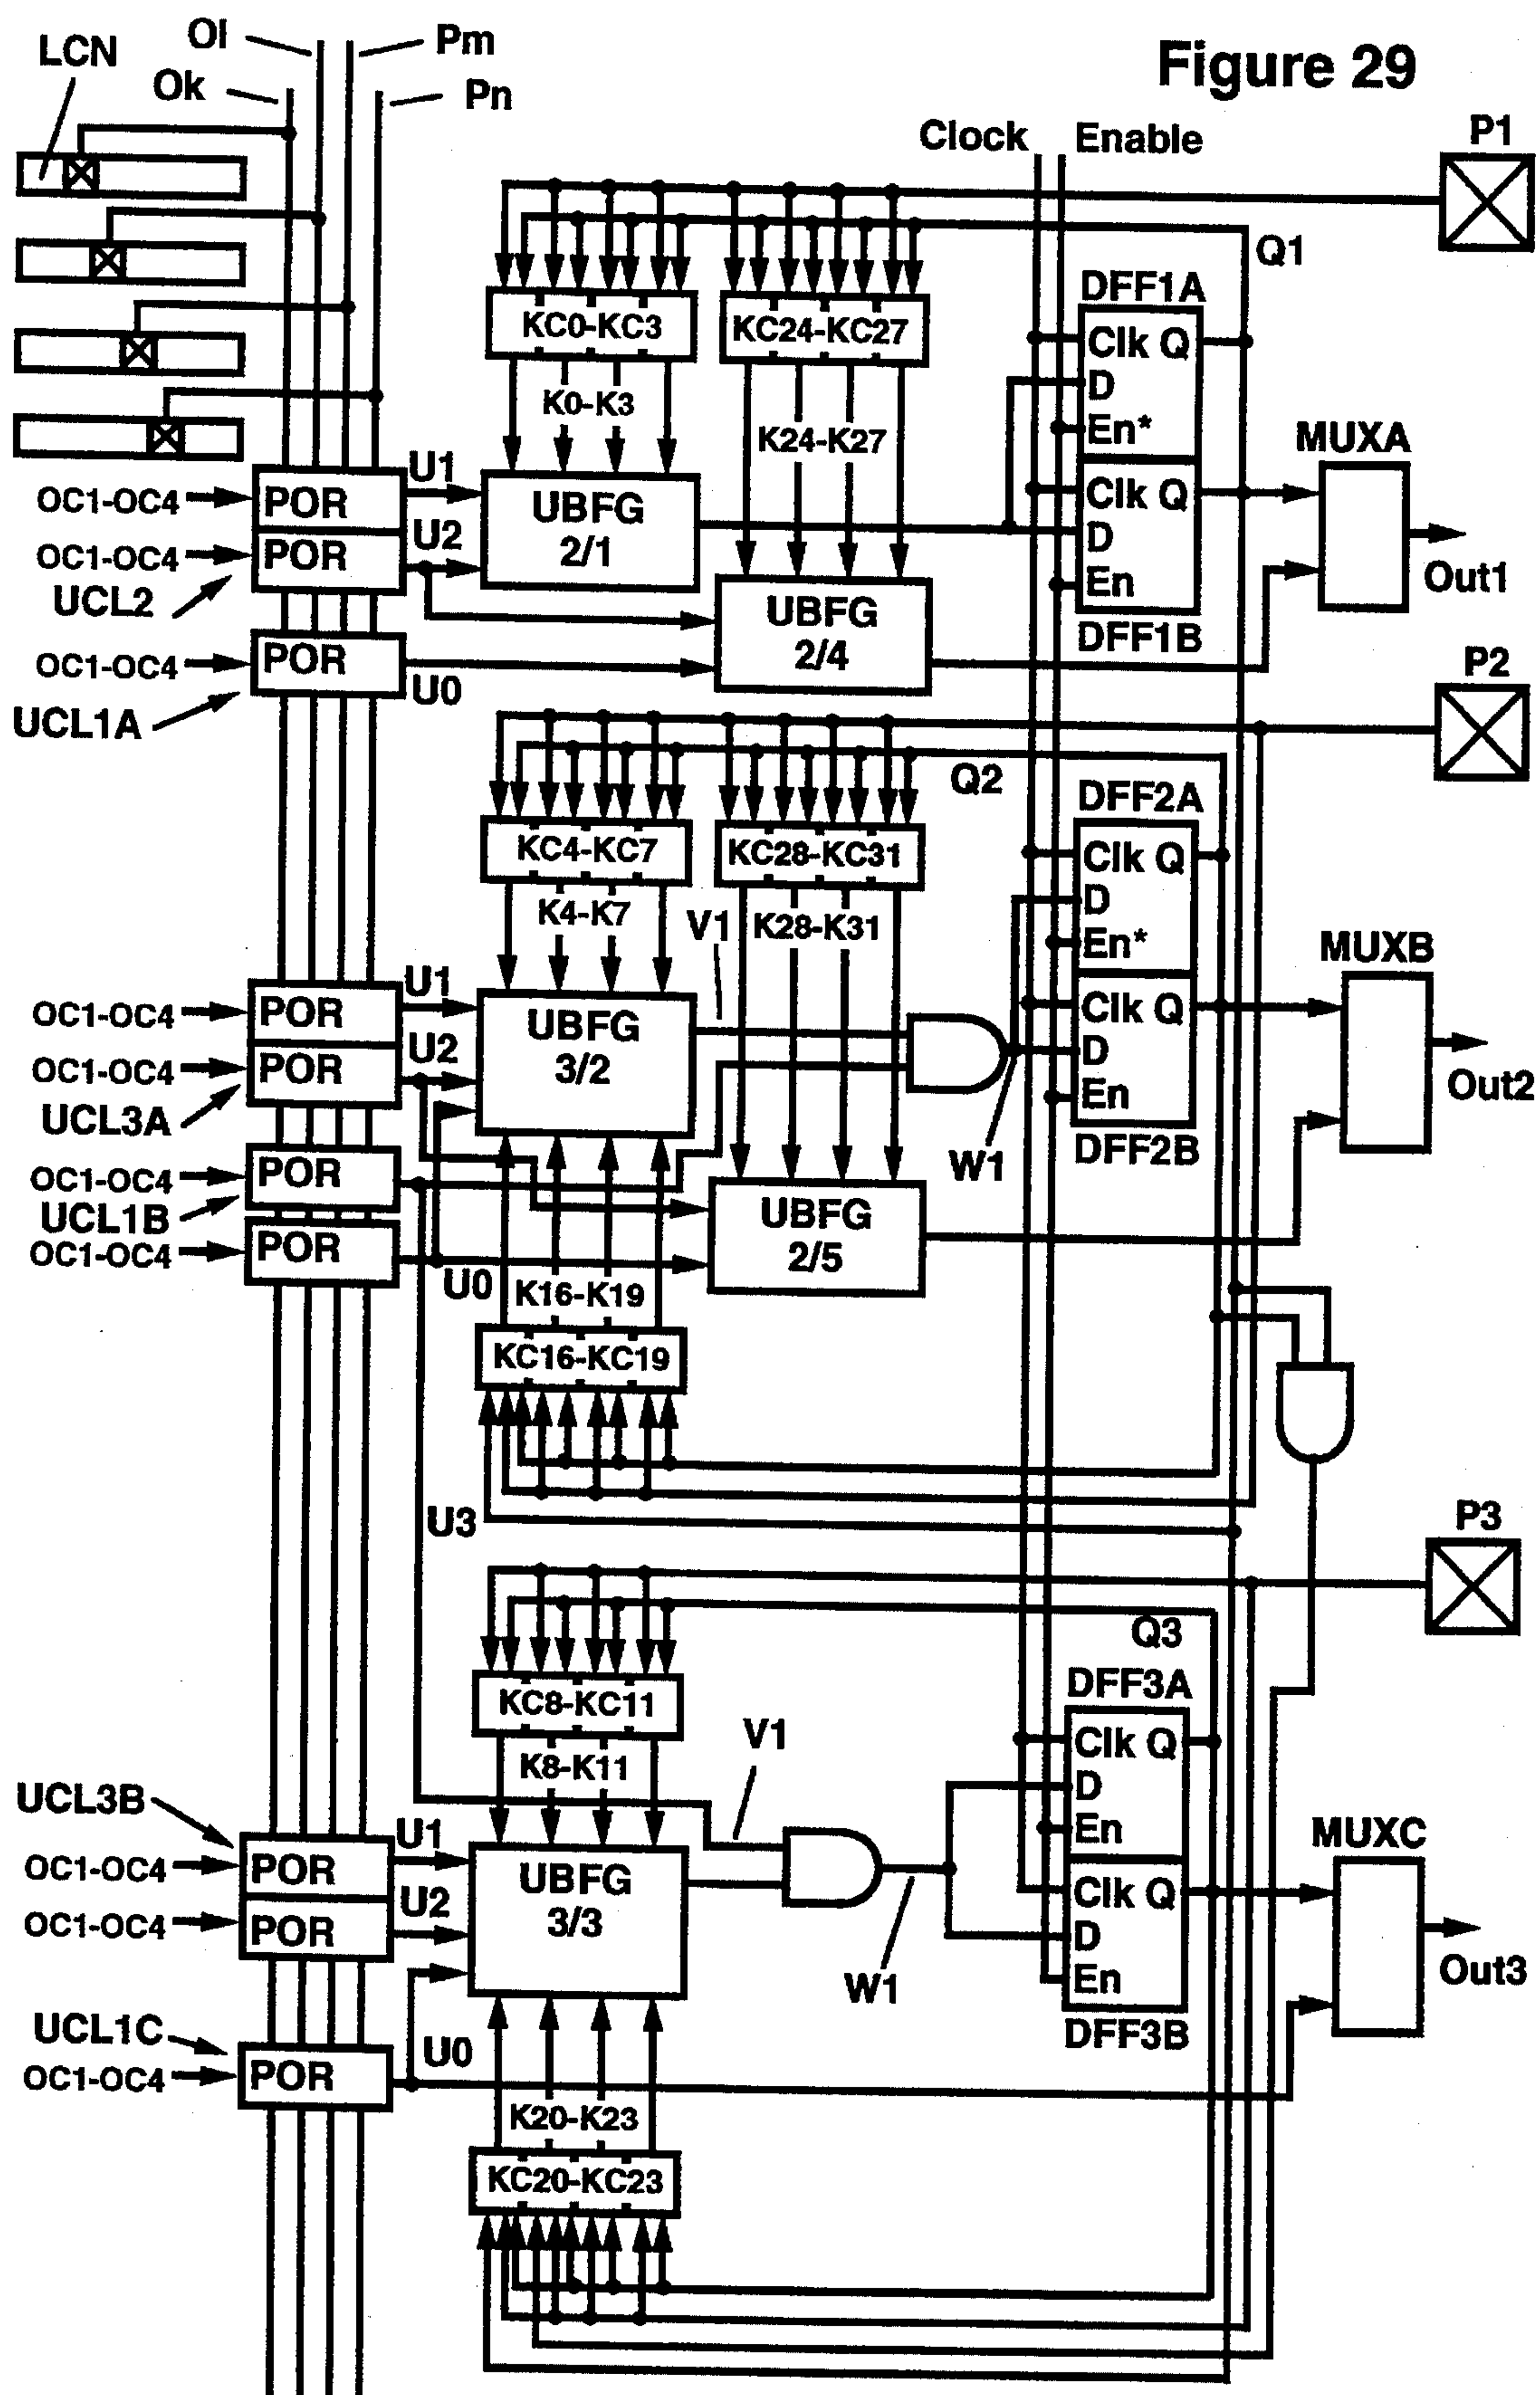 Figure 29
LCN
Ol
Pm
Ok
Pn
Clock
Enable
P1
Q1
DFF1A
Clk Q
D
En*
Clk Q
D
En
DFF1B
KC0-KC3
KC24-KC27
K0-K3
K24-K27
MUXA
Out1
OC1-OC4
POR
U1
UBFG
2/1
OC1-OC4
POR
U2
UCL2
UBFG
2/4
OC1-OC4
POR
U0
UCL1A
P2
Q2
DFF2A
Clk Q
D
En*
Clk Q
D
En
DFF2B
KC4-KC7
KC28-KC31
K4-K7
V1
K28-K31
MUXB
Out2
OC1-OC4
POR
U1
UBFG
3/2
OC1-OC4
POR
U2
UCL3A
W1
OC1-OC4
POR
UCL1B
UBFG
2/5
OC1-OC4
POR
U0
K16-K19
KC16-KC19
U3
P3
Q3
DFF3A
Clk Q
D
En
Clk Q
D
En
DFF3B
KC8-KC11
K8-K11
V1
UCL3B
MUXC
Out3
OC1-OC4
POR
U1
UBFG
3/3
OC1-OC4
POR
U2
W1
UCL1C
OC1-OC4
POR
U0
K20-K23
KC20-KC23